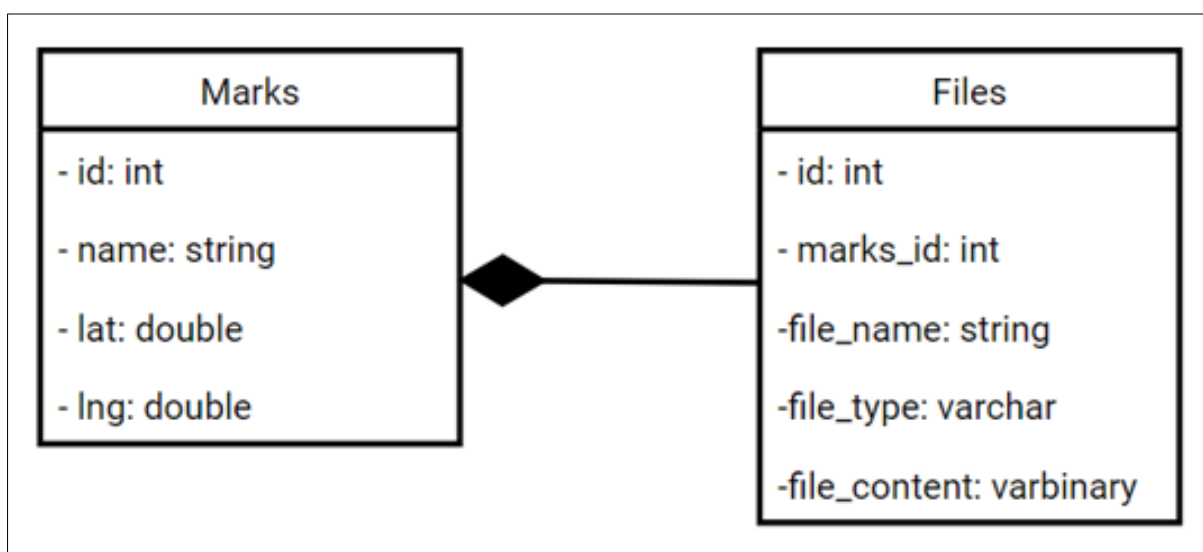 Marks
- id: int
- name: string
- lat: double
- lng: double
Files
- id: int
- marks_id: int
-file_name: string
-file_type: varchar
-file_content: varbinary